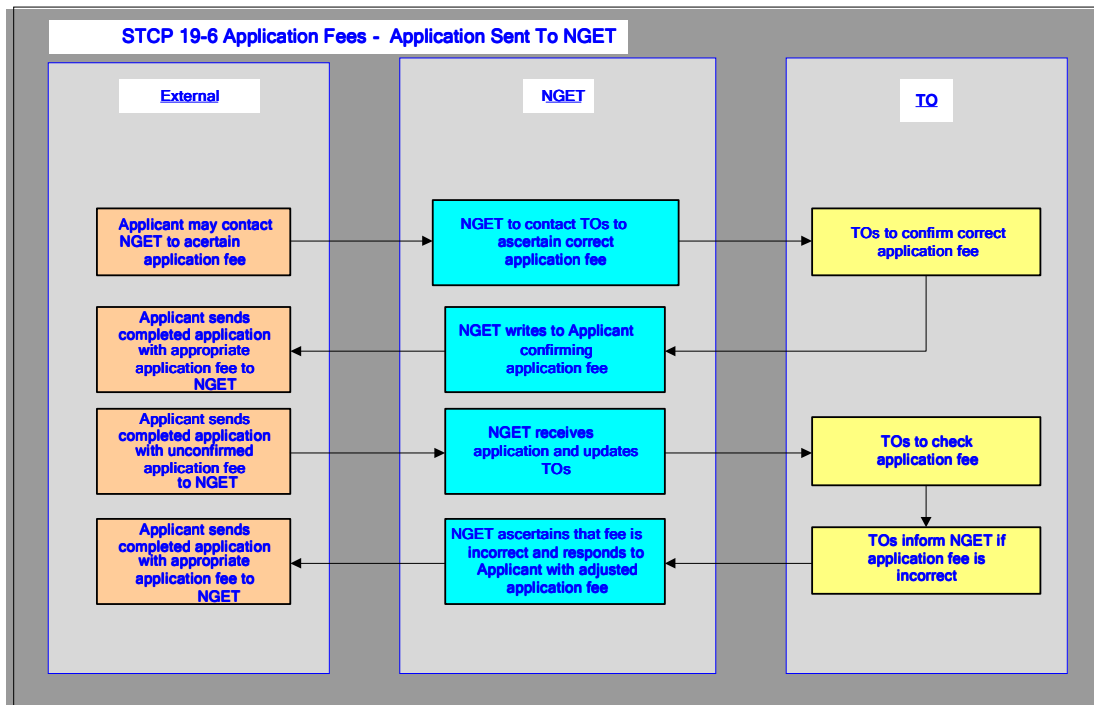 STCP 19-6 Application Fees - Application Sent To NGET
External
NGET
TO
Applicant may contact
NGET to acertain
application fee
NGET to contact TOs to
ascertain correct
application fee
TOs to confirm correct
application fee
Applicant sends
completed application
with appropriate
application fee to
NGET
NGET writes to Applicant
confirming
application fee
Applicant sends
completed application
with unconfirmed
application fee
to NGET
NGET receives
application and updates
TOs
TOs to check
application fee
Applicant sends
completed application
with appropriate
application fee to
NGET
NGET ascertains that fee is
incorrect and responds to
Applicant with adjusted
application fee
TOs inform NGET if
application fee is
incorrect